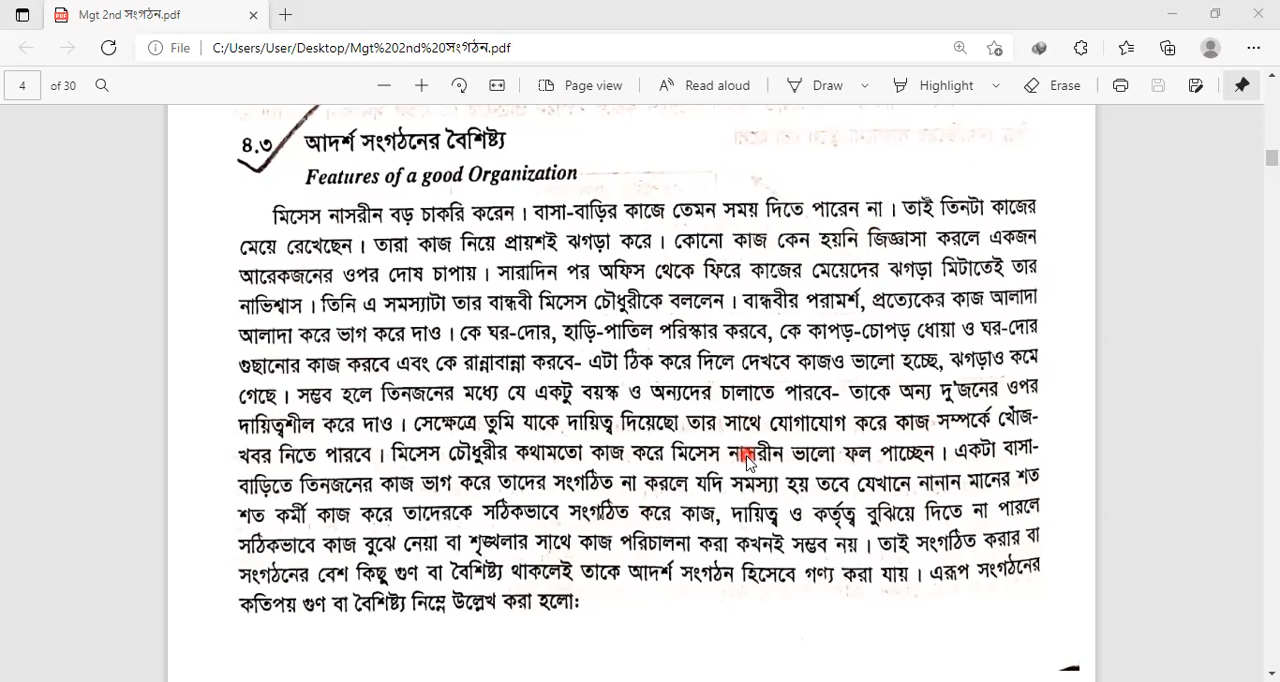 Mgt 2nd সংগঠন.pdf
File C:/Users/User/Desktop/Mgt%202nd%20সংগঠন.pdf
4 of 30 Page view Read aloud Draw Highlight Erase
৪.৩ আদর্শ সংগঠনের বৈশিষ্ট্য
Features of a good Organization
মিসেস নাসরীন বড় চাকরি করেন। বাসা-বাড়ির কাজে তেমন সময় দিতে পারেন না। তাই তিনটা কাজের
মেয়ে রেখেছেন। তারা কাজ নিয়ে প্রায়শই ঝগড়া করে। কোনো কাজ কেন হয়নি জিজ্ঞাসা করলে একজন
আরেকজনের ওপর দোষ চাপায়। সারাদিন পর অফিস থেকে ফিরে কাজের মেয়েদের ঝগড়া মিটাতেই তার
নাভিশ্বাস। তিনি এ সমস্যাটা তার বান্ধবী মিসেস চৌধুরীকে বললেন। বান্ধবীর পরামর্শ, প্রত্যেকের কাজ আলাদা
আলাদা করে ভাগ করে দাও। কে ঘর-দোর, হাড়ি-পাতিল পরিস্কার করবে, কে কাপড়-চোপড় ধোয়া ও ঘর-দোর
গুছানোর কাজ করবে এবং কে রান্নাবান্না করবে- এটা ঠিক করে দিলে দেখবে কাজও ভালো হচ্ছে, ঝগড়াও কমে
গেছে। সম্ভব হলে তিনজনের মধ্যে যে একটু বয়স্ক ও অন্যদের চালাতে পারবে- তাকে অন্য দু'জনের ওপর
দায়িত্বশীল করে দাও। সেক্ষেত্রে তুমি যাকে দায়িত্ব দিয়েছো তার সাথে যোগাযোগ করে কাজ সম্পর্কে খোঁজ-
খবর নিতে পারবে। মিসেস চৌধুরীর কথামতো কাজ করে মিসেস নাসরীন ভালো ফল পাচ্ছেন। একটা বাসা-
বাড়িতে তিনজনের কাজ ভাগ করে তাদের সংগঠিত না করলে যদি সমস্যা হয় তবে যেখানে নানান মানের শত
শত কর্মী কাজ করে তাদেরকে সঠিকভাবে সংগঠিত করে কাজ, দায়িত্ব ও কর্তৃত্ব বুঝিয়ে দিতে না পারলে
সঠিকভাবে কাজ বুঝে নেয়া বা শৃঙ্খলার সাথে কাজ পরিচালনা করা কখনই সম্ভব নয়। তাই সংগঠিত করার বা
সংগঠনের বেশ কিছু গুণ বা বৈশিষ্ট্য থাকলেই তাকে আদর্শ সংগঠন হিসেবে গণ্য করা যায়। এরূপ সংগঠনের
কতিপয় গুণ বা বৈশিষ্ট্য নিম্নে উল্লেখ করা হলো: